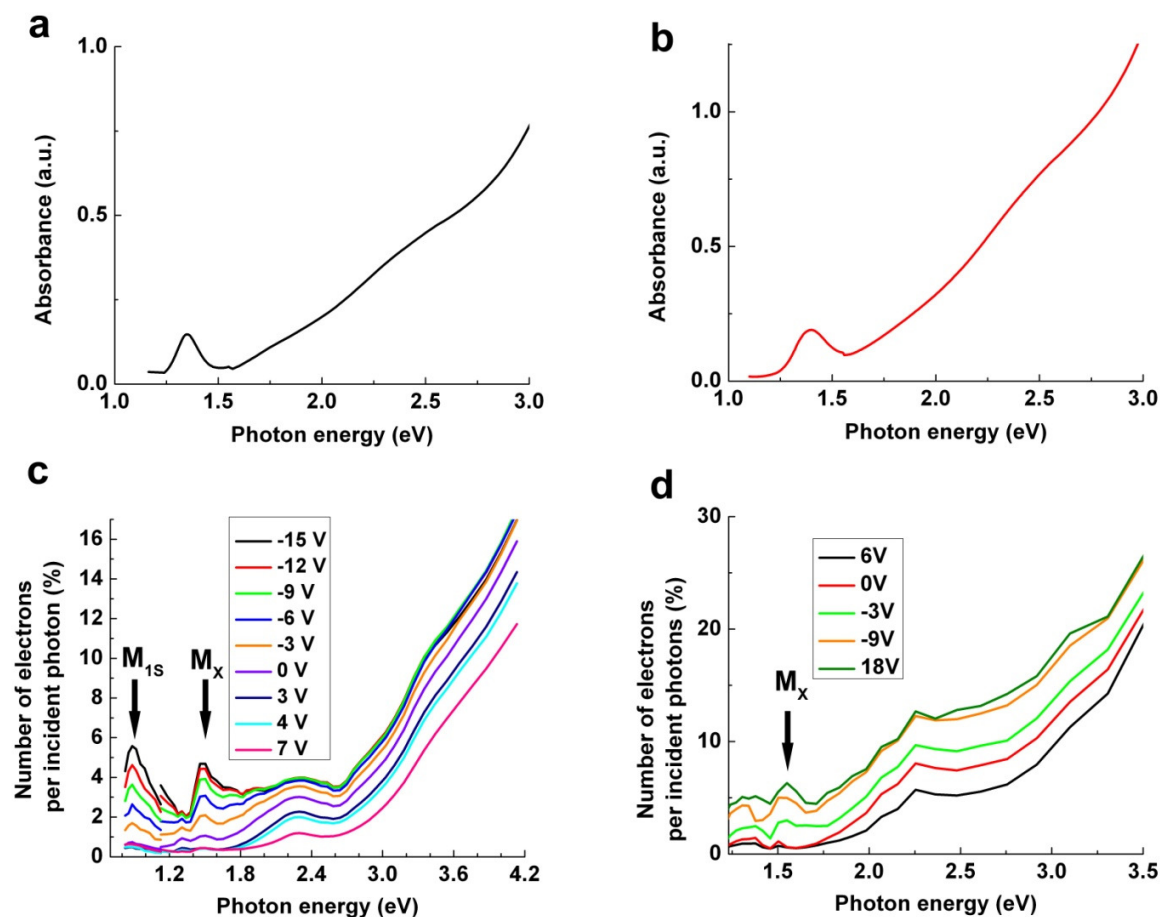 a
1.0
0.5
0.0
Absorbance (a.u.)
1.0 1.5 2.0 2.5 3.0
Photon energy (eV)
b
1.0
0.5
0.0
Absorbance (a.u.)
1.0 1.5 2.0 2.5 3.0
Photon energy (eV)
c
16
14
12
10
8
6
4
2
0
Number of electrons
per incident photon (%)
M1S
MX
-15 V
-12 V
-9 V
-6 V
-3 V
0 V
3 V
4 V
7 V
1.2 1.8 2.4 3.0 3.6 4.2
Photon energy (eV)
d
30
20
10
0
Number of electrons
per incident photons (%)
MX
6V
0V
-3V
-9V
18V
1.5 2.0 2.5 3.0 3.5
Photon energy (eV)